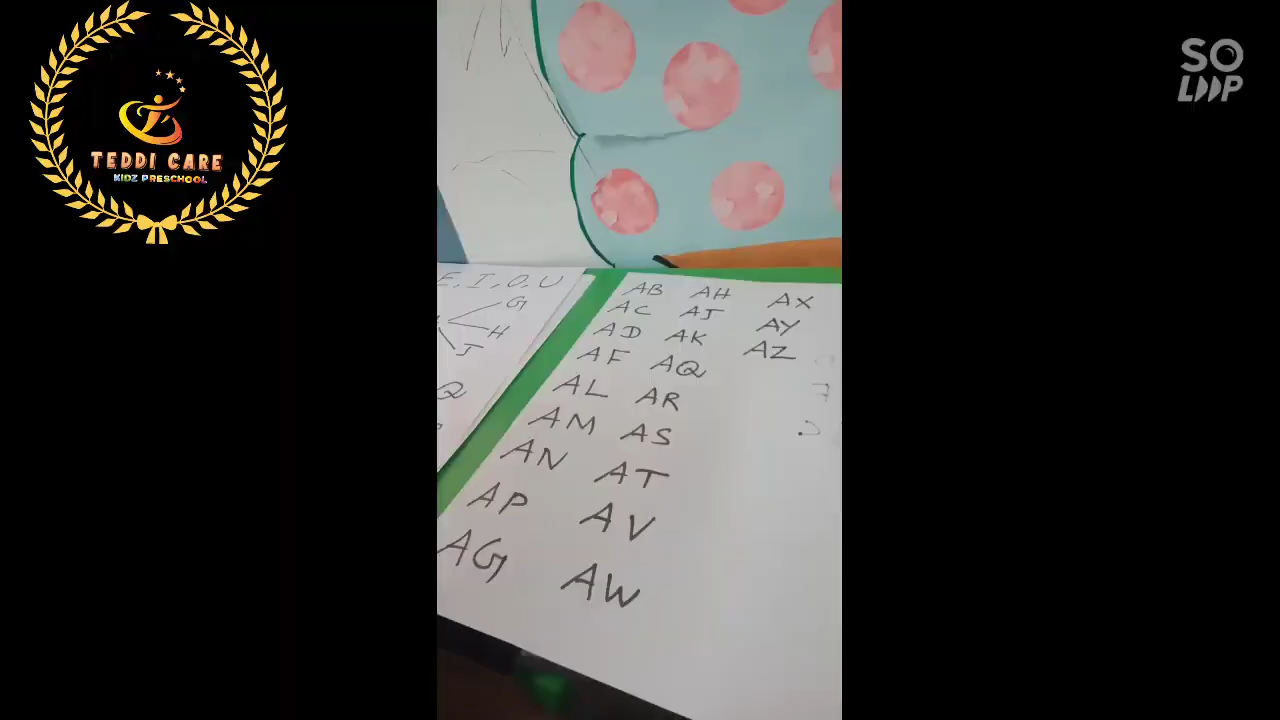 TEDDI CARE
KIDZ PRESCHOOL
SO
LOOP
E, I, O, U
G
H
J
Q
AB AH AX
AC AJ AY
AD AK AZ
AF AQ
AL AR
AM AS
AN AT
AP AV
AG AW